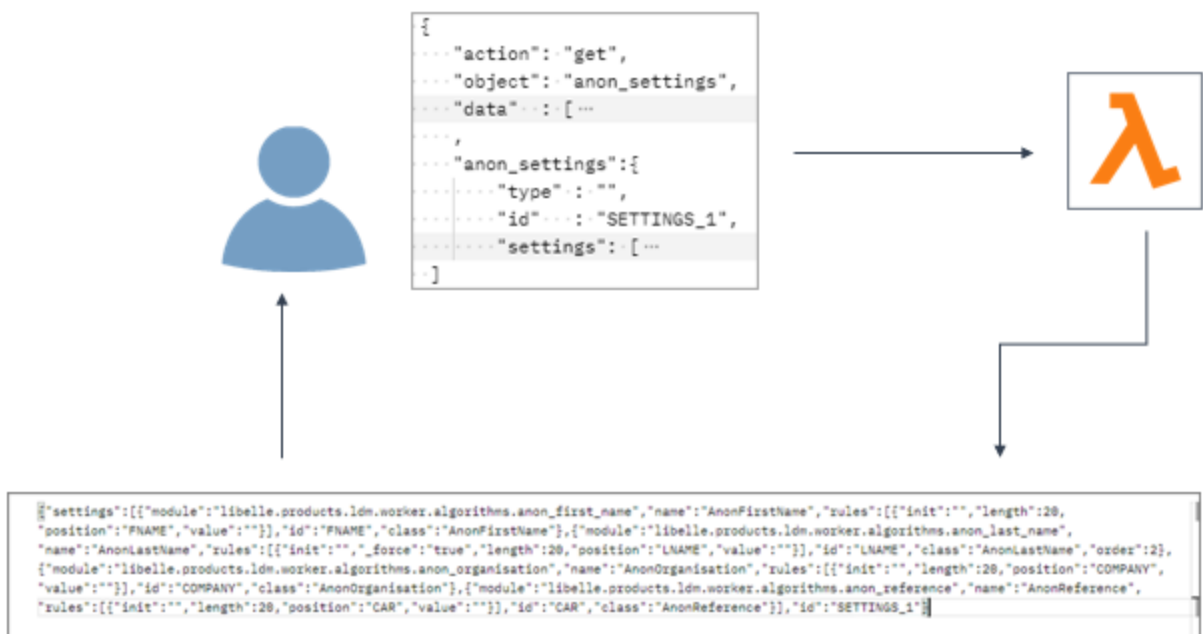 {
"action": "get",
"object": "anon_settings",
"data" : [ ...
,
"anon_settings":{
"type" : "",
"id" : "SETTINGS_1",
"settings": [ ...
]
λ
{"settings":[{"module":"libelle.products.ldm.worker.algorithms.anon_first_name","name":"AnonFirstName","rules":[{"init":"","length":20,
"position":"FNAME","value":""}],"id":"FNAME","class":"AnonFirstName"},{"module":"libelle.products.ldm.worker.algorithms.anon_last_name",
"name":"AnonLastName","rules":[{"init":"","_force":"true","length":20,"position":"LNAME","value":""}],"id":"LNAME","class":"AnonLastName","order":2},
{"module":"libelle.products.ldm.worker.algorithms.anon_organisation","name":"AnonOrganisation","rules":[{"init":"","length":20,"position":"COMPANY",
"value":""}],"id":"COMPANY","class":"AnonOrganisation"},{"module":"libelle.products.ldm.worker.algorithms.anon_reference","name":"AnonReference",
"rules":[{"init":"","length":20,"position":"CAR","value":""}],"id":"CAR","class":"AnonReference"}],"id":"SETTINGS_1"}